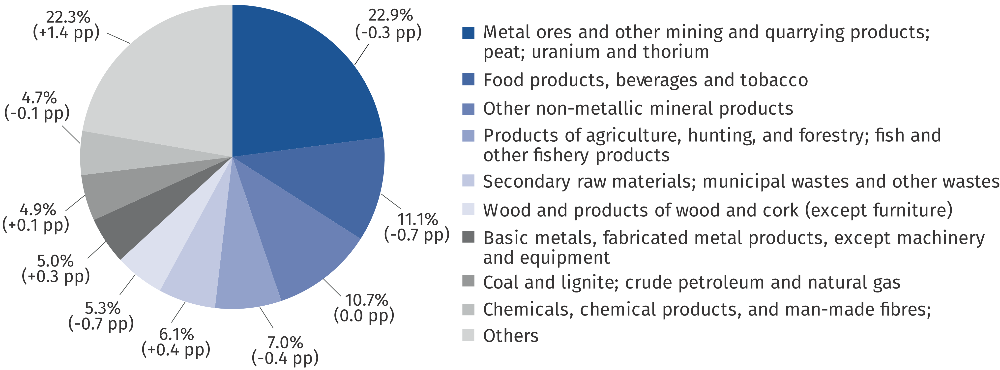 22.3%
(+1.4 pp)
22.9%
(-0.3 pp)
4.7%
(-0.1 pp)
4.9%
(+0.1 pp)
5.0%
(+0.3 pp)
5.3%
(-0.7 pp)
6.1%
(+0.4 pp)
7.0%
(-0.4 pp)
10.7%
(0.0 pp)
11.1%
(-0.7 pp)
Metal ores and other mining and quarrying products;
peat; uranium and thorium
Food products, beverages and tobacco
Other non-metallic mineral products
Products of agriculture, hunting, and forestry; fish and
other fishery products
Secondary raw materials; municipal wastes and other wastes
Wood and products of wood and cork (except furniture)
Basic metals, fabricated metal products, except machinery
and equipment
Coal and lignite; crude petroleum and natural gas
Chemicals, chemical products, and man-made fibres;
Others